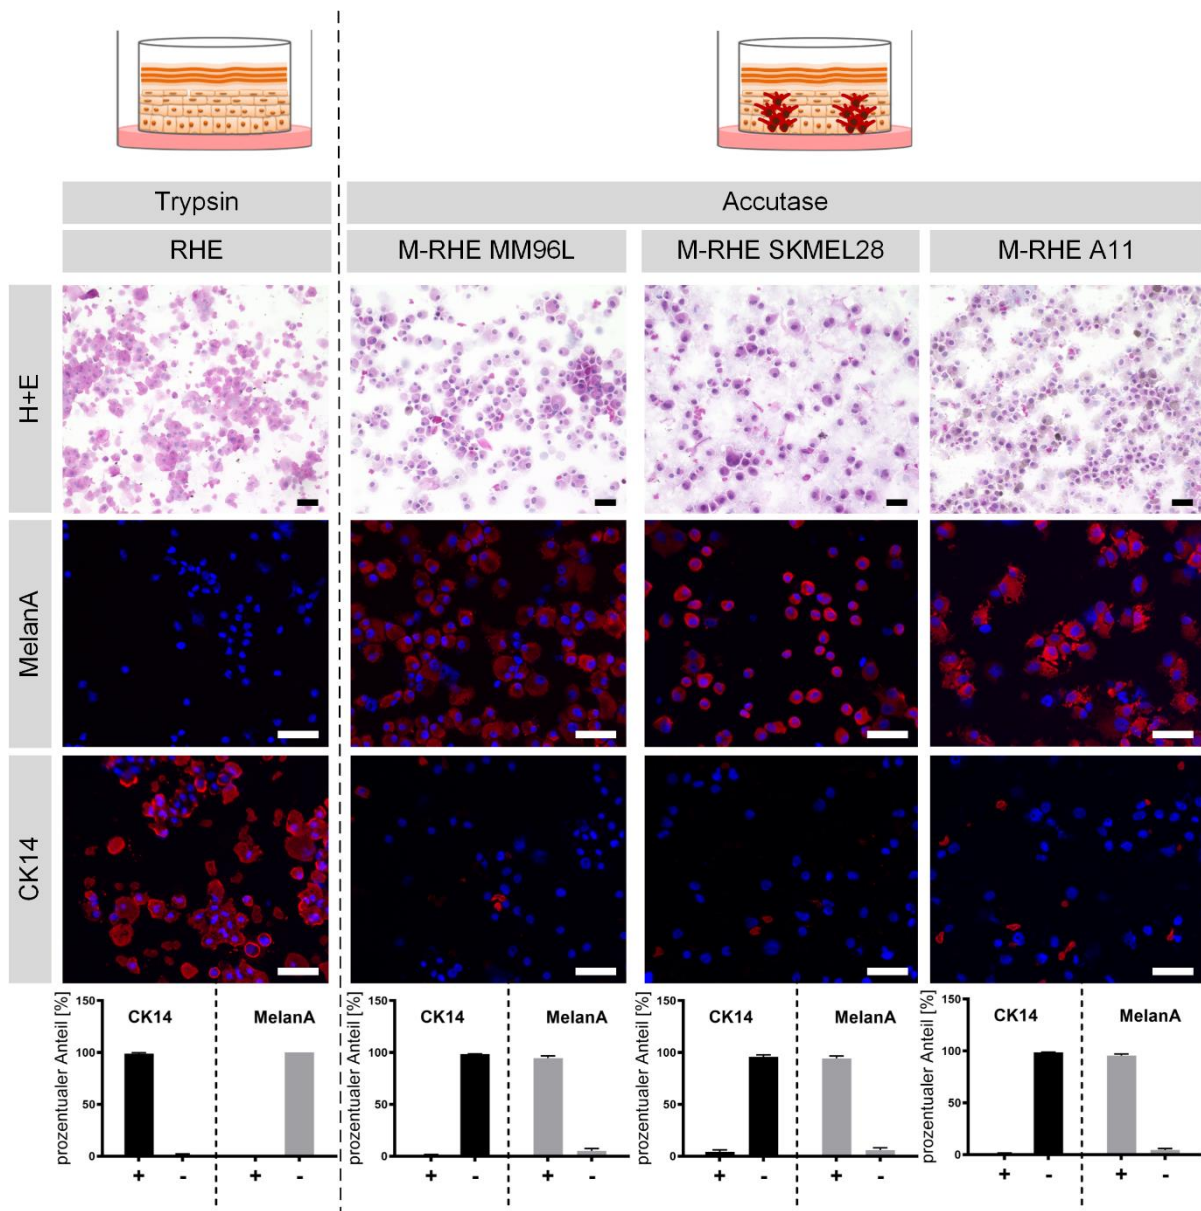 Trypsin
Accutase
RHE
M-RHE MM96L
M-RHE SKMEL28
M-RHE A11
H+E
MelanA
CK14
prozentualer Anteil [%]
150
100
50
0
CK14
MelanA
+ - + -
prozentualer Anteil [%]
150
100
50
0
CK14
MelanA
+ - + -
prozentualer Anteil [%]
150
100
50
0
CK14
MelanA
+ - + -
prozentualer Anteil [%]
150
100
50
0
CK14
MelanA
+ - + -